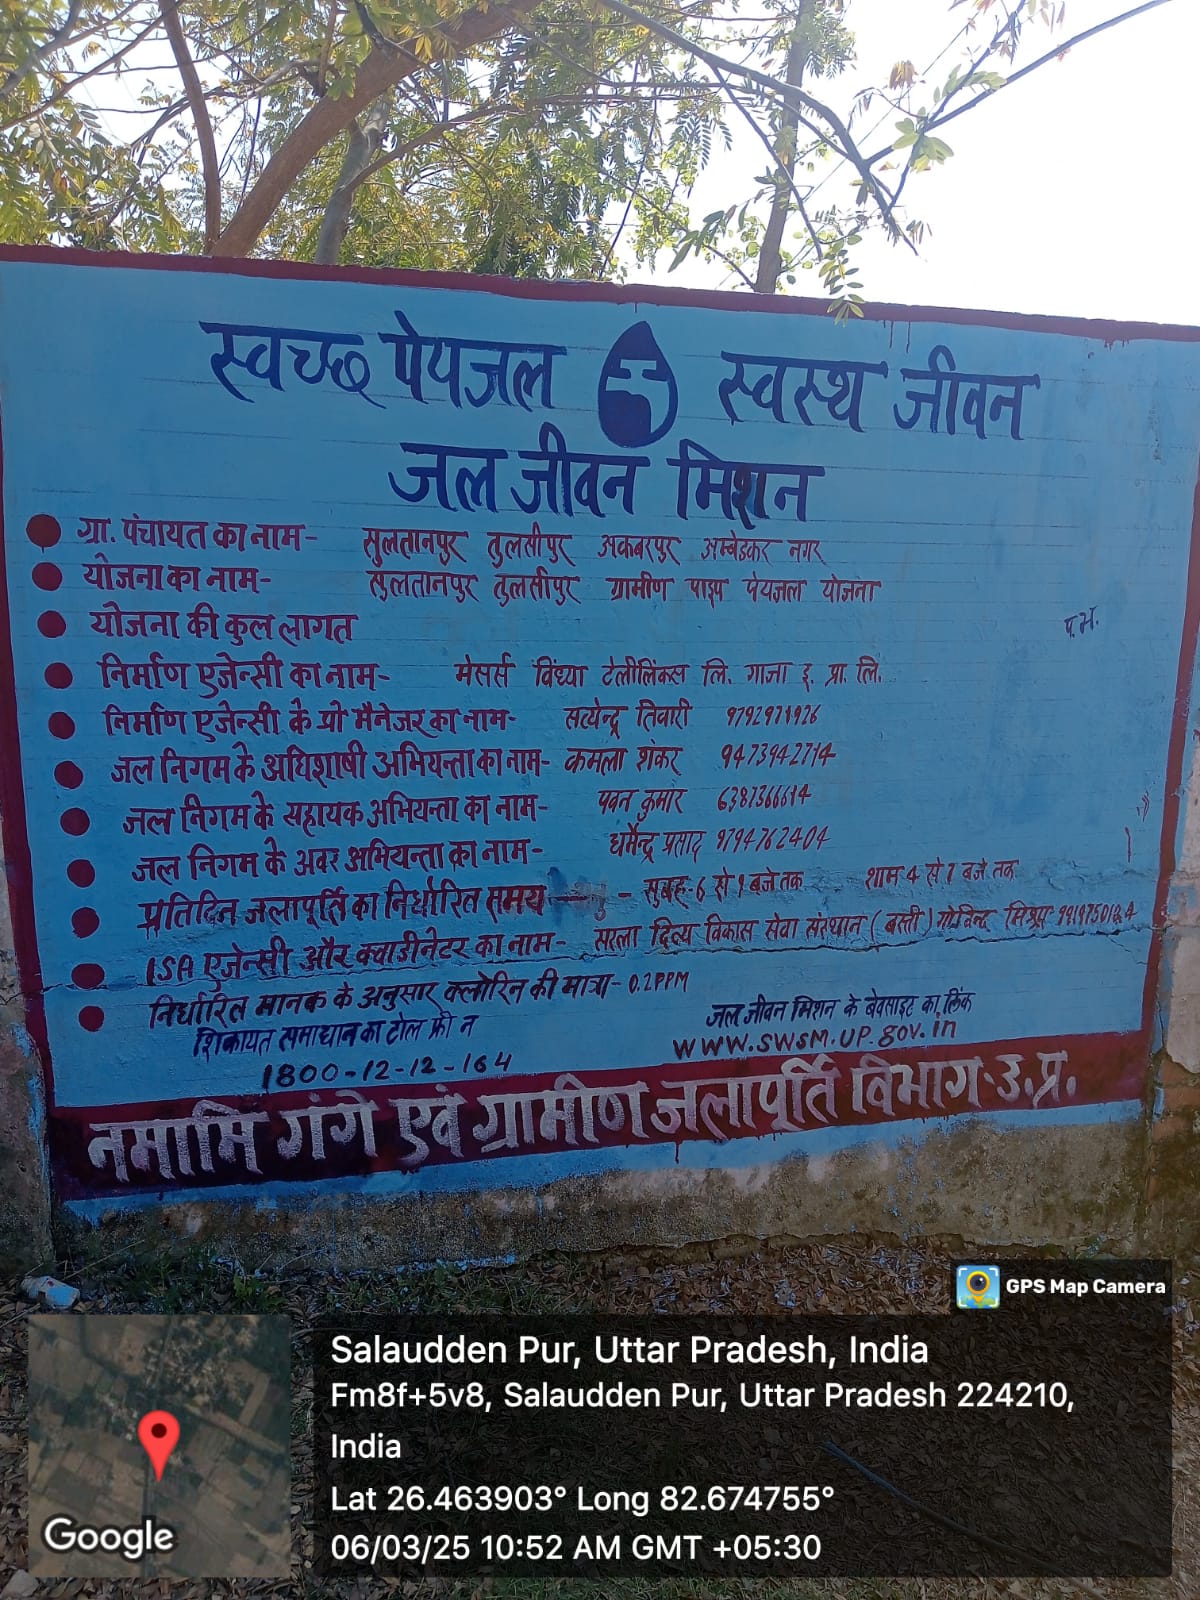 स्वच्छ पेयजल स्वस्थ जीवन
जल जीवन मिशन
ग्रा. पंचायत का नाम- सुलतानपुर तुलसीपुर अकबरपुर अम्बेडकर नगर
योजना का नाम- सुलतानपुर तुलसीपुर ग्रामीण पाइप पेयजल योजना
योजना की कुल लागत
निर्माण एजेन्सी का नाम- मेसर्स विंध्या टेलीलिंक्स लि. गाजा इ. प्रा. लि.
निर्माण एजेन्सी के प्रो मैनेजर का नाम- सत्येन्द्र तिवारी
जल निगम के अधिशाषी अभियन्ता का नाम- कमला शंकर 9473942714
जल निगम के सहायक अभियन्ता का नाम- पवन कुमार 6387366614
जल निगम के अवर अभियन्ता का नाम- धर्मेन्द्र प्रसाद 9794762404
प्रतिदिन जलापूर्ति का निर्धारित समय - सुबह- 6 से 9 बजे तक शाम 4 से 7 बजे तक
ISA एजेन्सी और क्वाडीनेटर का नाम- सरला दित्य विकास सेवा संस्थान (बस्ती) गोविन्द मिश्रा
निर्धारित मानक के अनुसार क्लोरिन की मात्रा- 0.2PPM
शिकायत समाधान का टोल फ्री न
1800-12-12-164
जल जीवन मिशन के बेवसाइट का लिंक
WWW.SWSM.UP.GOV.in
नमामि गंगे एवं ग्रामीण जलापूर्ति विभाग-उ.प्र.
GPS Map Camera
Salaudden Pur, Uttar Pradesh, India
Fm8f+5v8, Salaudden Pur, Uttar Pradesh 224210,
India
Lat 26.463903° Long 82.674755°
06/03/25 10:52 AM GMT +05:30
Google